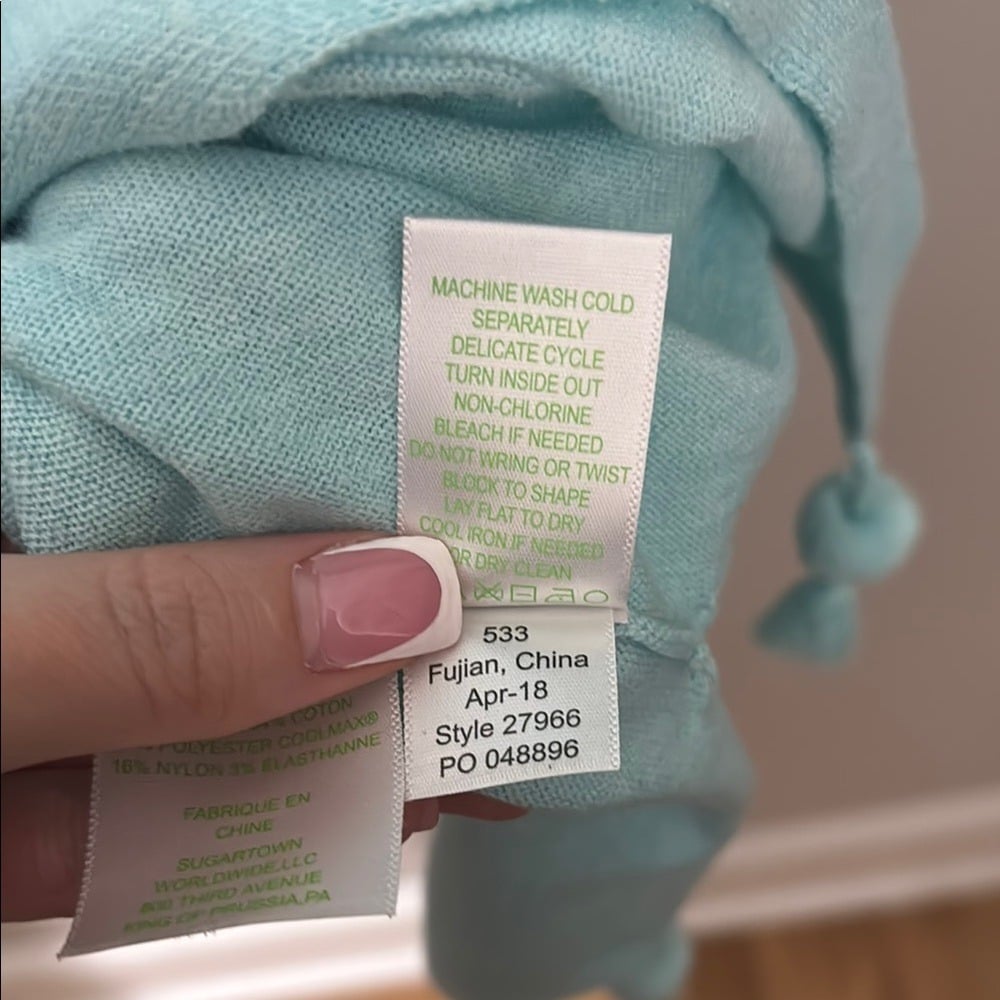 MACHINE WASH COLD
SEPARATELY
DELICATE CYCLE
TURN INSIDE OUT
NON-CHLORINE
BLEACH IF NEEDED
DO NOT WRING OR TWIST
BLOCK TO SHAPE
LAY FLAT TO DRY
COOL IRON IF NEEDED
OR DRY CLEAN
533
Fujian, China
Apr-18
Style 27966
PO 048896
COTON
POLYESTER COOLMAX®
16% NYLON 3% ELASTHANNE
FABRIQUE EN
CHINE
SUGARTOWN
WORLDWIDE,LLC
800 THIRD AVENUE
KING OF PRUSSIA,PA